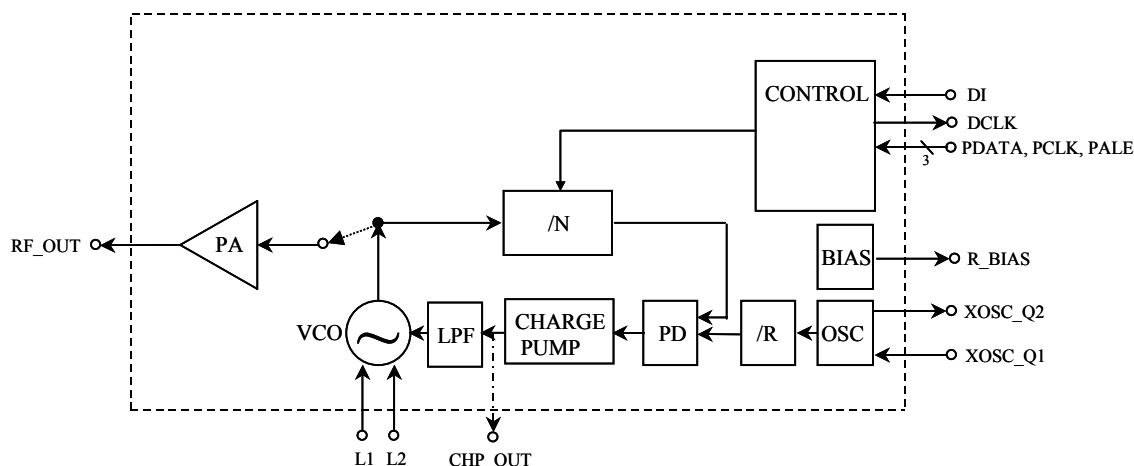 CONTROL
DI
DCLK
PDATA, PCLK, PALE
3
/N
PA
RF_OUT
BIAS
R_BIAS
VCO
~
LPF
CHARGE
PUMP
PD
/R
OSC
XOSC_Q2
XOSC_Q1
L1
L2
CHP_OUT